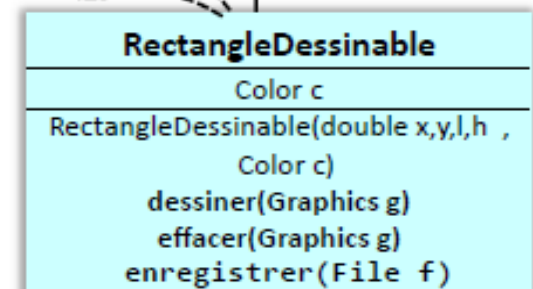 RectangleDessinable
Color c
RectangleDessinable(double x,y,l,h ,
Color c)
dessiner(Graphics g)
effacer(Graphics g)
enregistrer(File f)